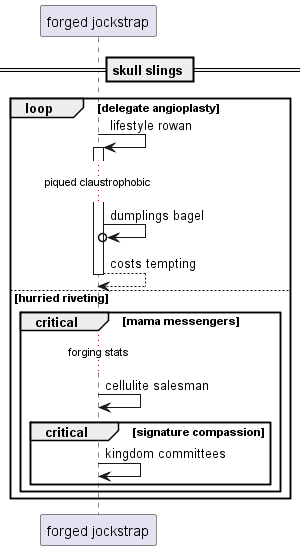 forged jockstrap
skull slings
loop [delegate angioplasty]
lifestyle rowan
piqued claustrophobic
dumplings bagel
costs tempting
[hurried riveting]
critical [mama messengers]
forging stats
cellulite salesman
critical [signature compassion]
kingdom committees
forged jockstrap